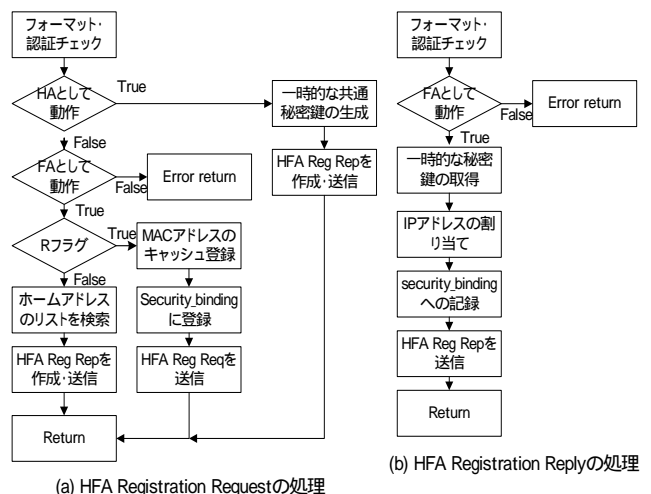 フォーマット・
認証チェック
HAとして
動作
True
False
一時的な共通
秘密鍵の生成
HFA Reg Repを
作成・送信
FAとして
動作
False
Error return
True
Rフラグ
True
MACアドレスの
キャッシュ登録
False
ホームアドレス
のリストを検索
Security_binding
に登録
HFA Reg Repを
作成・送信
HFA Reg Reqを
送信
Return
(a) HFA Registration Requestの処理
フォーマット・
認証チェック
FAとして
動作
False
Error return
True
一時的な秘密
鍵の取得
IPアドレスの割
り当て
security_binding
への記録
HFA Reg Repを
送信
Return
(b) HFA Registration Replyの処理